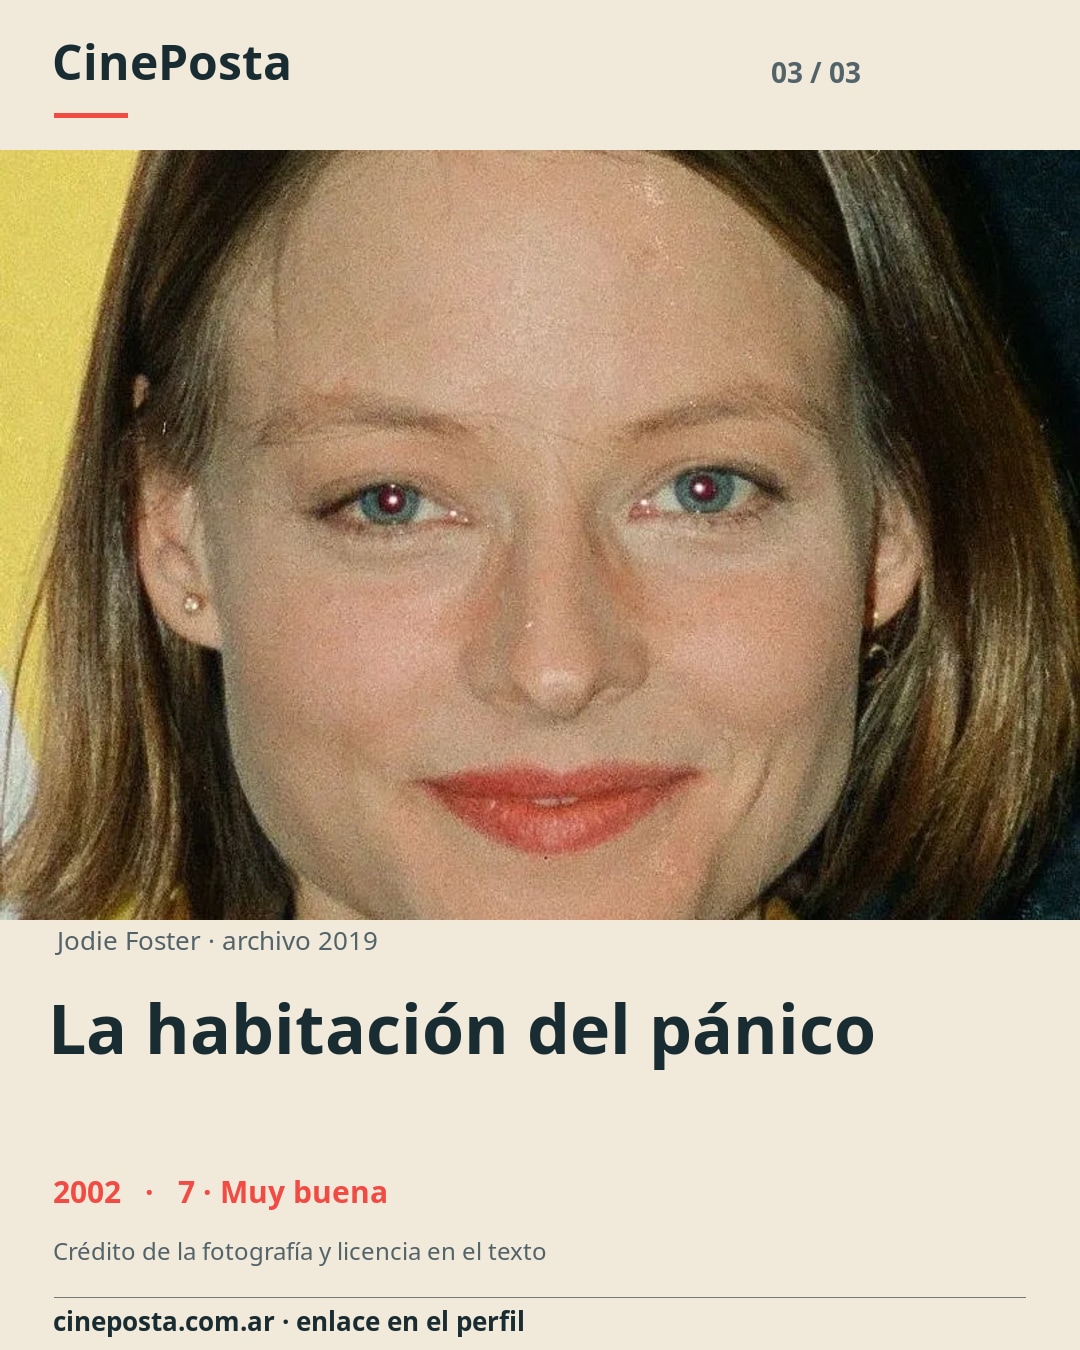 CinePosta
03 / 03
Jodie Foster · archivo 2019
La habitación del pánico
2002 · 7 · Muy buena
Crédito de la fotografía y licencia en el texto
cineposta.com.ar · enlace en el perfil